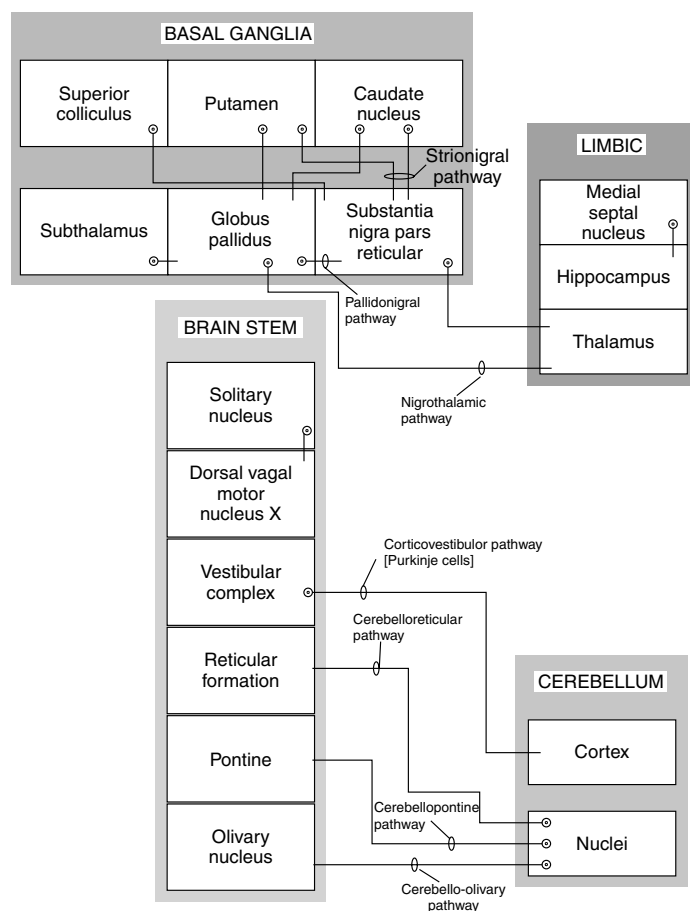 BASAL GANGLIA
Superior
colliculus
Putamen
Caudate
nucleus
Strionigral
pathway
Subthalamus
Globus
pallidus
Substantia
nigra pars
reticular
Pallidonigral
pathway
LIMBIC
Medial
septal
nucleus
Hippocampus
Thalamus
Nigrothalamic
pathway
BRAIN STEM
Solitary
nucleus
Dorsal vagal
motor
nucleus X
Vestibular
complex
Reticular
formation
Pontine
Olivary
nucleus
Corticovestibulor pathway
[Purkinje cells]
Cerebelloreticular
pathway
Cerebellopontine
pathway
Cerebello-olivary
pathway
CEREBELLUM
Cortex
Nuclei